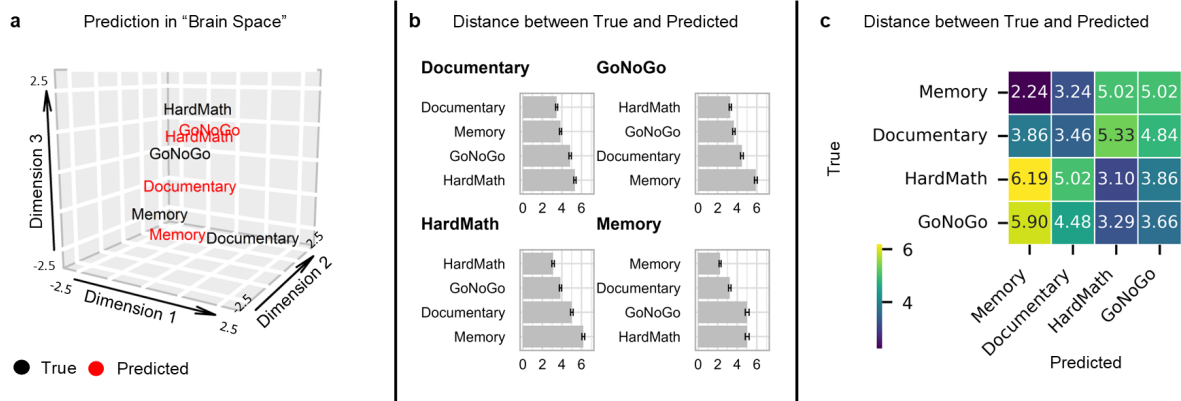 a Prediction in “Brain Space”
2.5
HardMath
GoNoGo
HardMath
GoNoGo
Documentary
Memory
Memory
Documentary
Dimension 3
-2.5
-2.5
Dimension 1
2.5
-2.5
Dimension 2
2.5
True Predicted
b Distance between True and Predicted
Documentary
Documentary
Memory
GoNoGo
HardMath
0 2 4 6
GoNoGo
HardMath
GoNoGo
Documentary
Memory
0 2 4 6
HardMath
HardMath
GoNoGo
Documentary
Memory
0 2 4 6
Memory
Memory
Documentary
GoNoGo
HardMath
0 2 4 6
c Distance between True and Predicted
True
Memory 2.24 3.24 5.02 5.02
Documentary 3.86 3.46 5.33 4.84
HardMath 6.19 5.02 3.10 3.86
GoNoGo 5.90 4.48 3.29 3.66
6
4
Memory
Documentary
HardMath
GoNoGo
Predicted